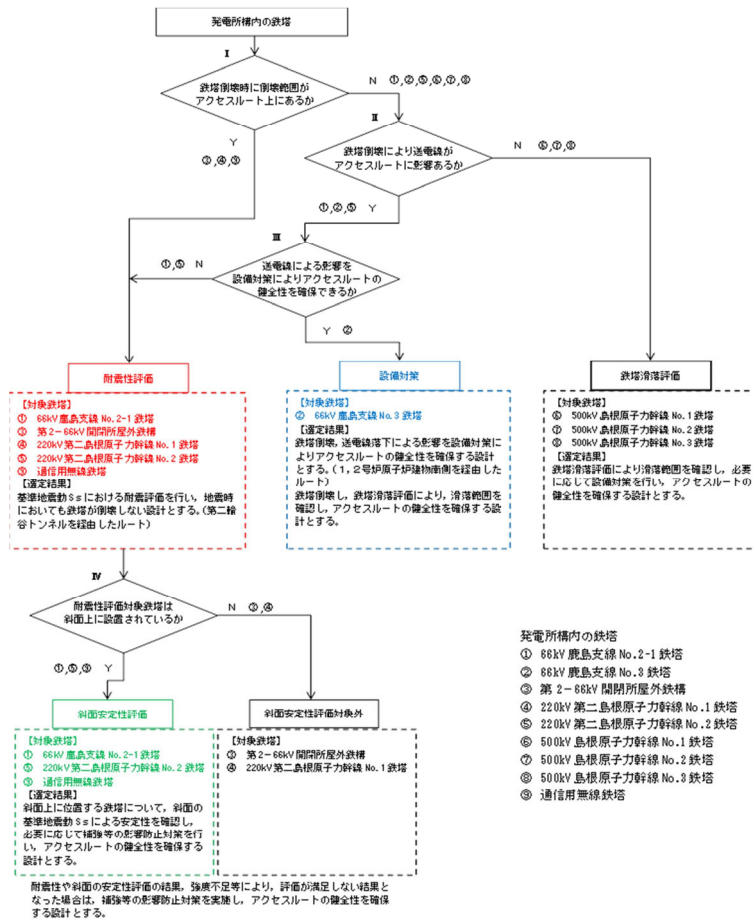 発電所構内の鉄塔
Ⅰ
鉄塔倒壊時に倒壊範囲が
アクセスルート上にあるか
N ①,②,⑤,⑥,⑦,⑧
Y
③,④,⑨
Ⅱ
鉄塔倒壊により送電線が
アクセスルートに影響あるか
N ⑥,⑦,⑧
①,②,⑤ Y
Ⅲ
送電線による影響を
設備対策によりアクセスルートの
健全性を確保できるか
①,⑤ N
Y ②
耐震性評価
【対象鉄塔】
① 66kV 鹿島支線 No.2-1 鉄塔
③ 第2-66kV 開閉所屋外鉄構
④ 220kV 第二島根原子力幹線 No.1 鉄塔
⑤ 220kV 第二島根原子力幹線 No.2 鉄塔
⑨ 通信用無線鉄塔
【選定結果】
基準地震動Ssにおける耐震評価を行い,地震時
においても鉄塔が倒壊しない設計とする。(第二輪
谷トンネルを経由したルート)
設備対策
【対象鉄塔】
② 66kV 鹿島支線 No.3 鉄塔
【選定結果】
鉄塔倒壊,送電線落下による影響を設備対策に
よりアクセスルートの健全性を確保する設計
とする。(1,2号炉原子炉建物南側を経由した
ルート)
鉄塔倒壊し,鉄塔滑落評価により,滑落範囲を
確認し,アクセスルートの健全性を確保する設
計とする。
鉄塔滑落評価
【対象鉄塔】
⑥ 500kV 島根原子力幹線 No.1 鉄塔
⑦ 500kV 島根原子力幹線 No.2 鉄塔
⑧ 500kV 島根原子力幹線 No.3 鉄塔
【選定結果】
鉄塔滑落評価により滑落範囲を確認し,必要
に応じて設備対策を行い,アクセスルートの
健全性を確保する設計とする。
Ⅳ
耐震性評価対象鉄塔は
斜面上に設置されているか
N ③,④
①,⑤,⑨ Y
斜面安定性評価
【対象鉄塔】
① 66kV 鹿島支線 No.2-1 鉄塔
⑤ 220kV 第二島根原子力幹線 No.2 鉄塔
⑨ 通信用無線鉄塔
【選定結果】
斜面上に位置する鉄塔について,斜面の
基準地震動Ssによる安定性を確認し,
必要に応じて補強等の影響防止対策を行
い,アクセスルートの健全性を確保する
設計とする。
斜面安定性評価対象外
【対象鉄塔】
③ 第2-66kV 開閉所屋外鉄構
④ 220kV 第二島根原子力幹線 No.1 鉄塔
発電所構内の鉄塔
① 66kV 鹿島支線 No.2-1 鉄塔
② 66kV 鹿島支線 No.3 鉄塔
③ 第2-66kV 開閉所屋外鉄構
④ 220kV 第二島根原子力幹線 No.1 鉄塔
⑤ 220kV 第二島根原子力幹線 No.2 鉄塔
⑥ 500kV 島根原子力幹線 No.1 鉄塔
⑦ 500kV 島根原子力幹線 No.2 鉄塔
⑧ 500kV 島根原子力幹線 No.3 鉄塔
⑨ 通信用無線鉄塔
耐震性や斜面の安定性評価の結果,強度不足等により,評価が満足しない結果と
なった場合は,補強等の影響防止対策を実施し,アクセスルートの健全性を確保
する設計とする。